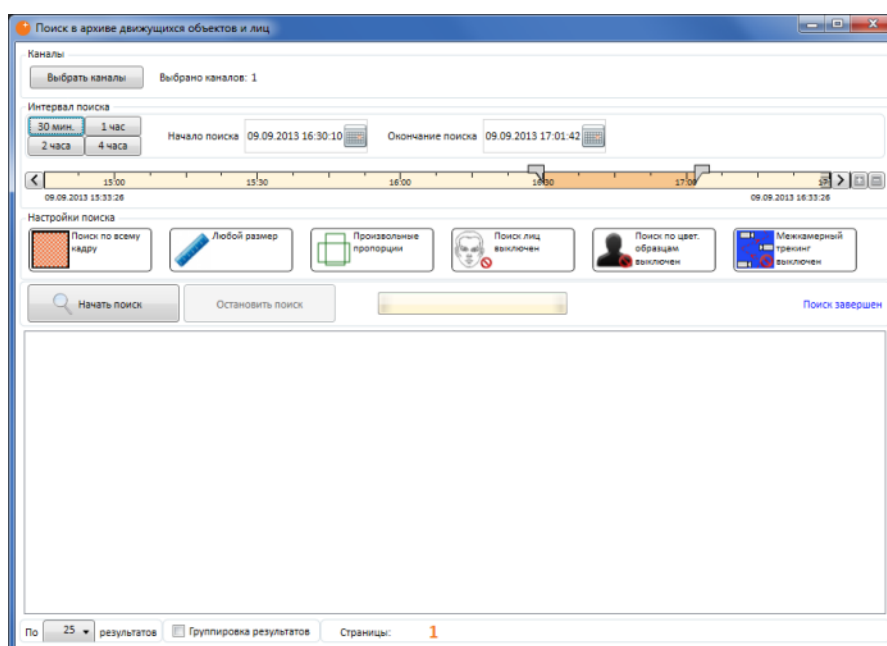 Поиск в архиве движущихся объектов и лиц
Каналы
Выбрать каналы Выбрано каналов: 1
Интервал поиска
30 мин. 1 час
2 часа 4 часа
Начало поиска 09.09.2013 16:30:10 Окончание поиска 09.09.2013 17:01:42
15:00 15:30 16:00 16:30 17:00
09.09.2013 15:33:26 09.09.2013 16:33:26
Настройки поиска
Поиск по всему кадру
Любой размер
Произвольные пропорции
Поиск лиц выключен
Поиск по цвет. образцам выключен
Межкамерный трекинг выключен
Начать поиск Остановить поиск Поиск завершен
По 25 результатов Группировка результатов Страницы: 1